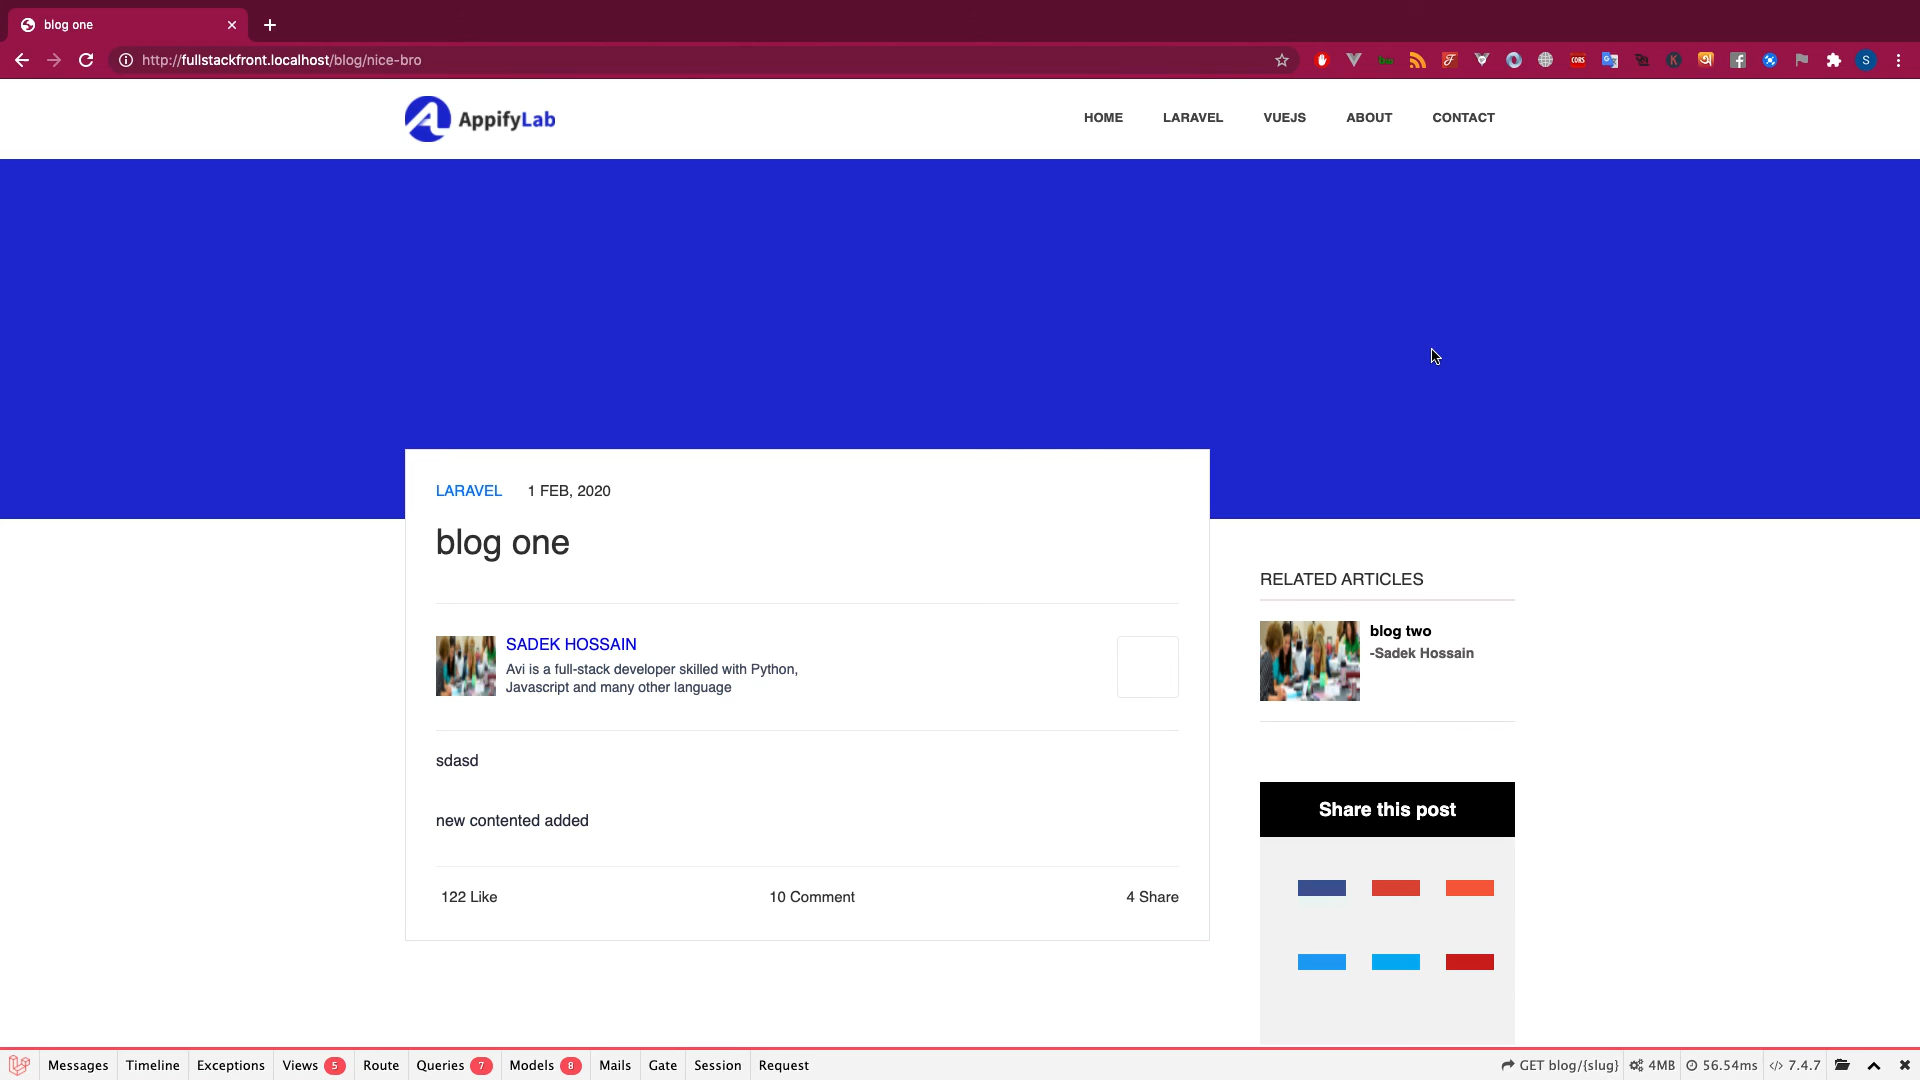 blog one
http://fullstackfront.localhost/blog/nice-bro
CORS
K
S
AppifyLab
HOME LARAVEL VUEJS ABOUT CONTACT
LARAVEL 1 FEB, 2020
blog one
SADEK HOSSAIN
Avi is a full-stack developer skilled with Python,
Javascript and many other language
sdasd
new contented added
122 Like 10 Comment 4 Share
RELATED ARTICLES
blog two
-Sadek Hossain
Share this post
Messages Timeline Exceptions Views 5 Route Queries 7 Models 8 Mails Gate Session Request GET blog/{slug} 4MB 56.54ms 7.4.7